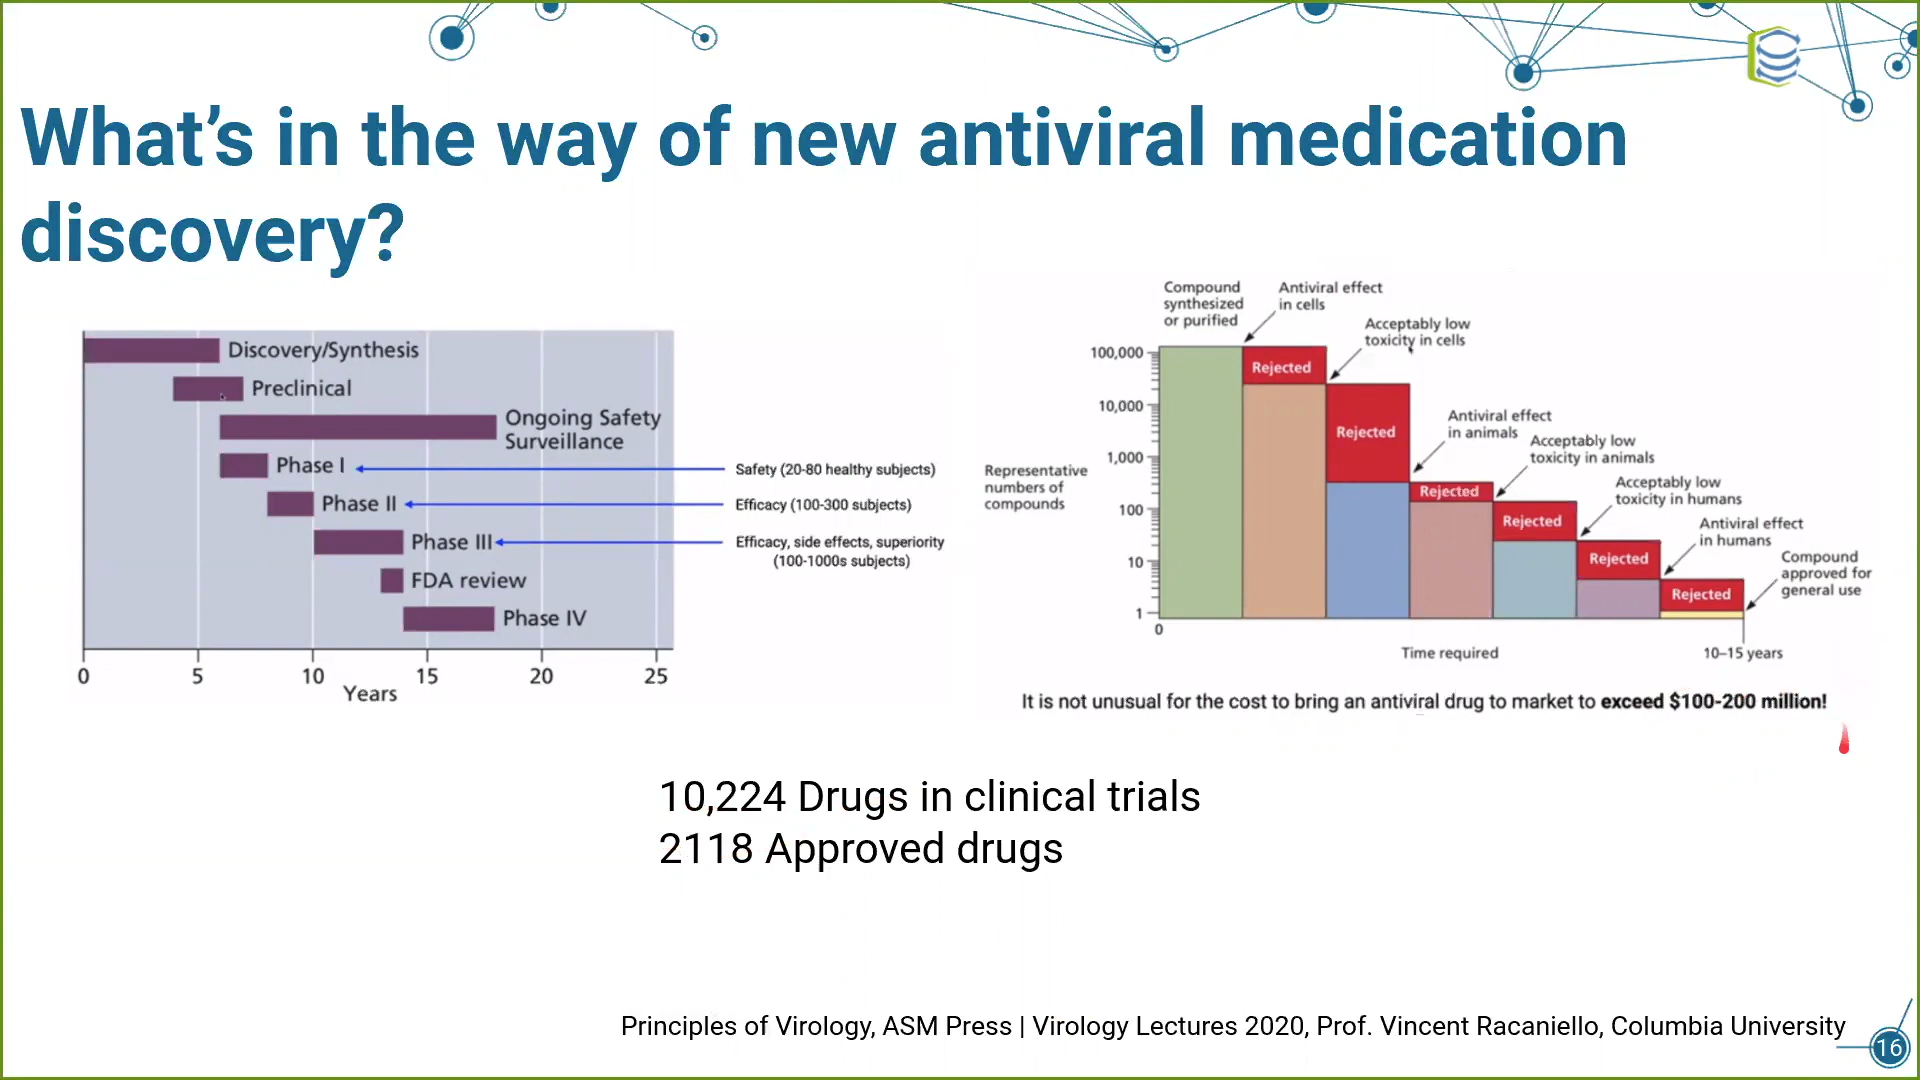 What’s in the way of new antiviral medication
discovery?
Discovery/Synthesis
Preclinical
Ongoing Safety
Surveillance
Phase I
Phase II
Phase III
FDA review
Phase IV
0 5 10 15 20 25
Years
Safety (20-80 healthy subjects)
Efficacy (100-300 subjects)
Efficacy, side effects, superiority
(100-1000s subjects)
Compound
synthesized
or purified
Antiviral effect
in cells
Acceptably low
toxicity in cells
Antiviral effect
in animals
Acceptably low
toxicity in animals
Acceptably low
toxicity in humans
Antiviral effect
in humans
Compound
approved for
general use
Representative
numbers of
compounds
100,000
10,000
1,000
100
10
1
Rejected
Rejected
Rejected
Rejected
Rejected
Rejected
0
Time required
10–15 years
It is not unusual for the cost to bring an antiviral drug to market to exceed $100-200 million!
10,224 Drugs in clinical trials
2118 Approved drugs
Principles of Virology, ASM Press | Virology Lectures 2020, Prof. Vincent Racaniello, Columbia University
16